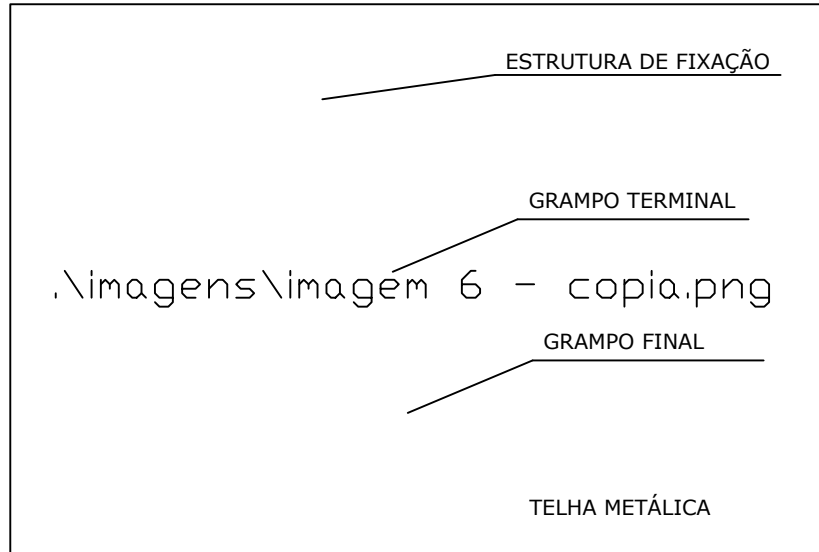 ESTRUTURA DE FIXAÇÃO
GRAMPO TERMINAL
.\imagens\imagem 6 - copia.png
GRAMPO FINAL
TELHA METÁLICA